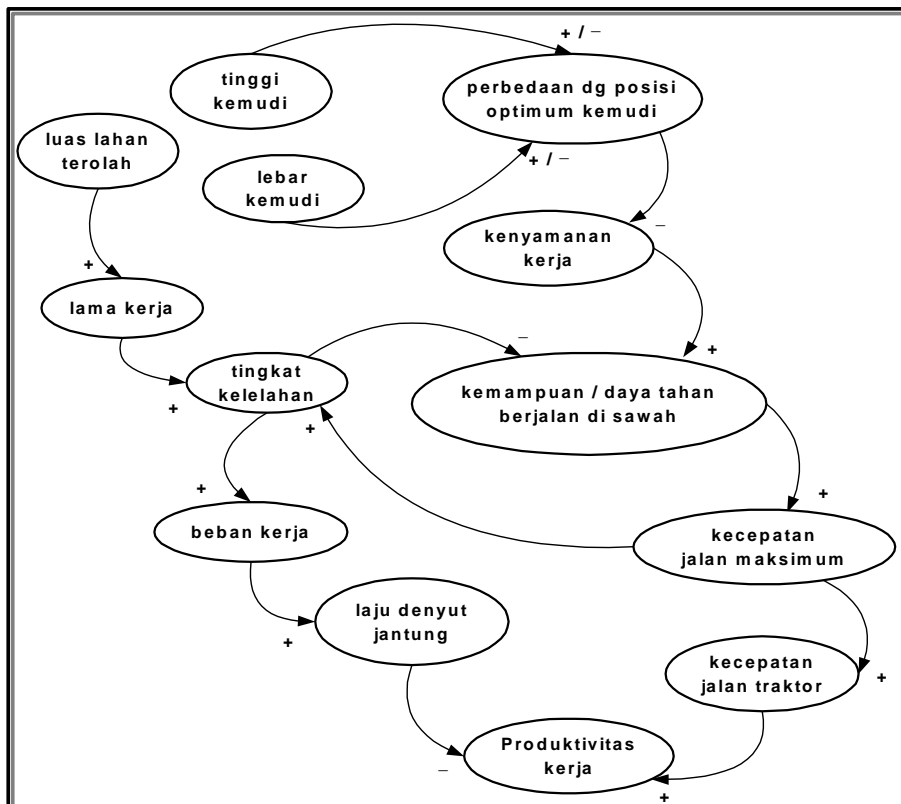 + / −
tinggi
kemudi
perbedaan dg posisi
optimum kemudi
luas lahan
terolah
+ / −
lebar
kemudi
−
kenyamanan
kerja
+
lama kerja
−
+
tingkat
kelelahan
kemampuan / daya tahan
berjalan di sawah
+
+
+
+
beban kerja
kecepatan
jalan maksimum
laju denyut
jantung
+
kecepatan
jalan traktor
+
Produktivitas
kerja
−
+